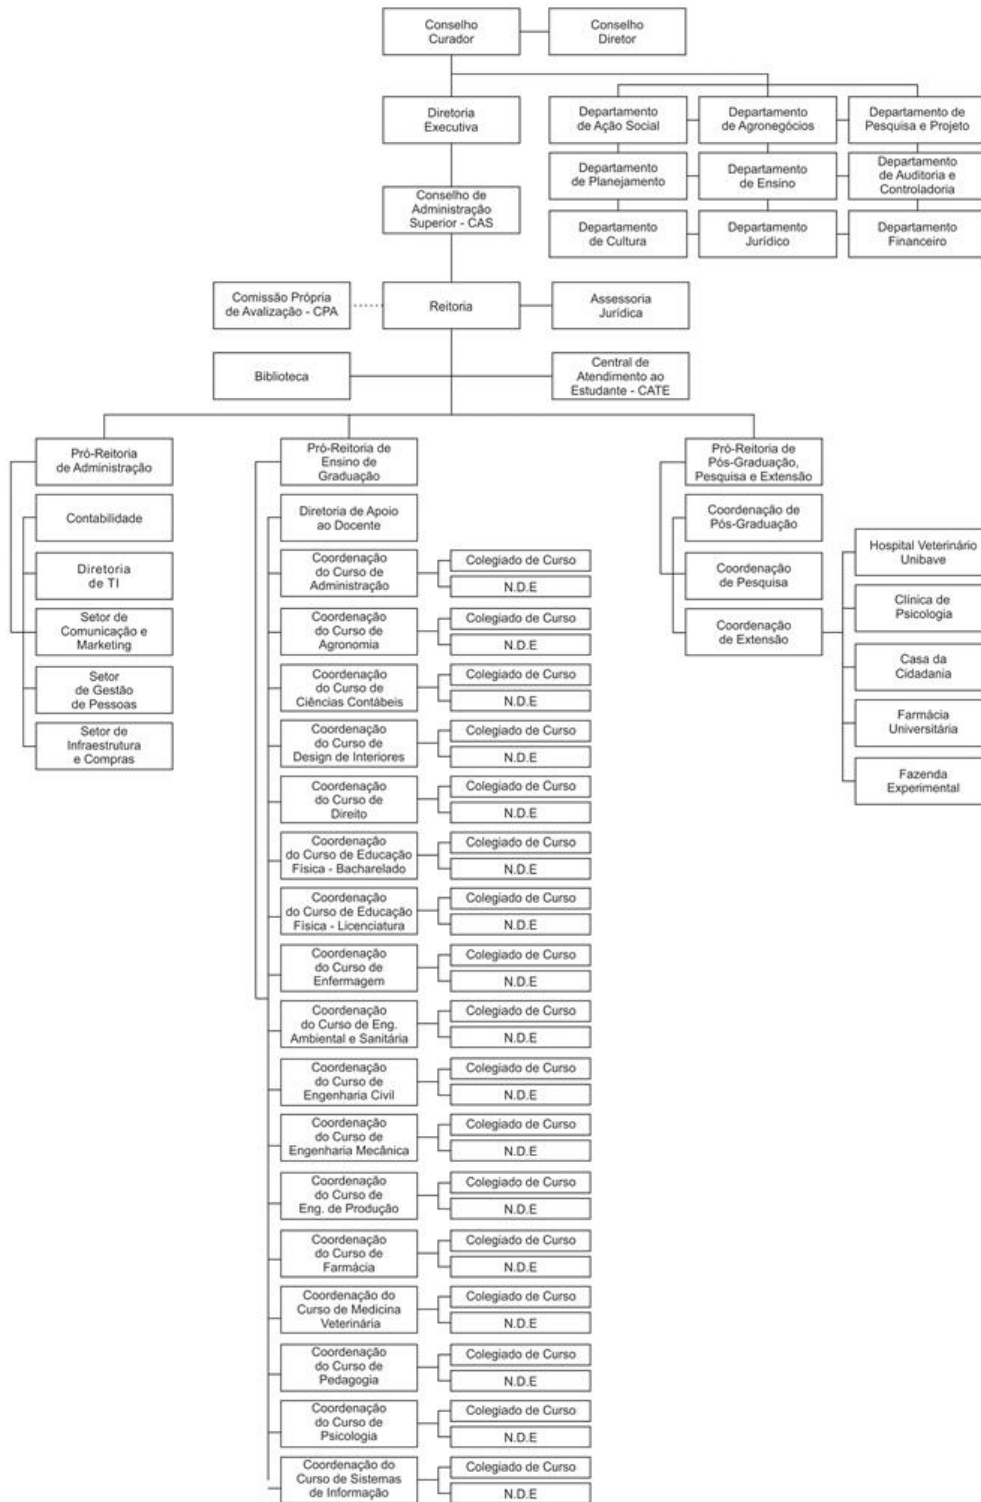 Conselho
Curador
Conselho
Diretor
Diretoria
Executiva
Departamento
de Ação Social
Departamento
de Agronegócios
Departamento de
Pesquisa e Projeto
Departamento
de Planejamento
Departamento
de Ensino
Departamento
de Auditoria e
Controladoria
Conselho de
Administração
Superior - CAS
Departamento
de Cultura
Departamento
Jurídico
Departamento
Financeiro
Comissão Própria
de Avalização - CPA
Reitoria
Assessoria
Jurídica
Biblioteca
Central de
Atendimento ao
Estudante - CATE
Pró-Reitoria
de Administração
Contabilidade
Diretoria
de TI
Setor de
Comunicação e
Marketing
Setor
de Gestão
de Pessoas
Setor de
Infraestrutura
e Compras
Pró-Reitoria de
Ensino de
Graduação
Diretoria de Apoio
ao Docente
Coordenação
do Curso de
Administração
Colegiado de Curso
N.D.E
Coordenação
do Curso de
Agronomia
Colegiado de Curso
N.D.E
Coordenação
do Curso de
Ciências Contábeis
Colegiado de Curso
N.D.E
Coordenação
do Curso de
Design de Interiores
Colegiado de Curso
N.D.E
Coordenação
do Curso de
Direito
Colegiado de Curso
N.D.E
Coordenação
do Curso de Educação
Física - Bacharelado
Colegiado de Curso
N.D.E
Coordenação
do Curso de Educação
Física - Licenciatura
Colegiado de Curso
N.D.E
Coordenação
do Curso de
Enfermagem
Colegiado de Curso
N.D.E
Coordenação
do Curso de Eng.
Ambiental e Sanitária
Colegiado de Curso
N.D.E
Coordenação
do Curso de
Engenharia Civil
Colegiado de Curso
N.D.E
Coordenação
do Curso de
Engenharia Mecânica
Colegiado de Curso
N.D.E
Coordenação
do Curso de
Eng. de Produção
Colegiado de Curso
N.D.E
Coordenação
do Curso de
Farmácia
Colegiado de Curso
N.D.E
Coordenação do
Curso de Medicina
Veterinária
Colegiado de Curso
N.D.E
Coordenação
do Curso de
Pedagogia
Colegiado de Curso
N.D.E
Coordenação
do Curso de
Psicologia
Colegiado de Curso
N.D.E
Coordenação do
Curso de Sistemas
de Informação
Colegiado de Curso
N.D.E
Pró-Reitoria de
Pós-Graduação,
Pesquisa e Extensão
Coordenação de
Pós-Graduação
Coordenação
de Pesquisa
Coordenação
de Extensão
Hospital Veterinário
Unibave
Clínica de
Psicologia
Casa da
Cidadania
Farmácia
Universitária
Fazenda
Experimental